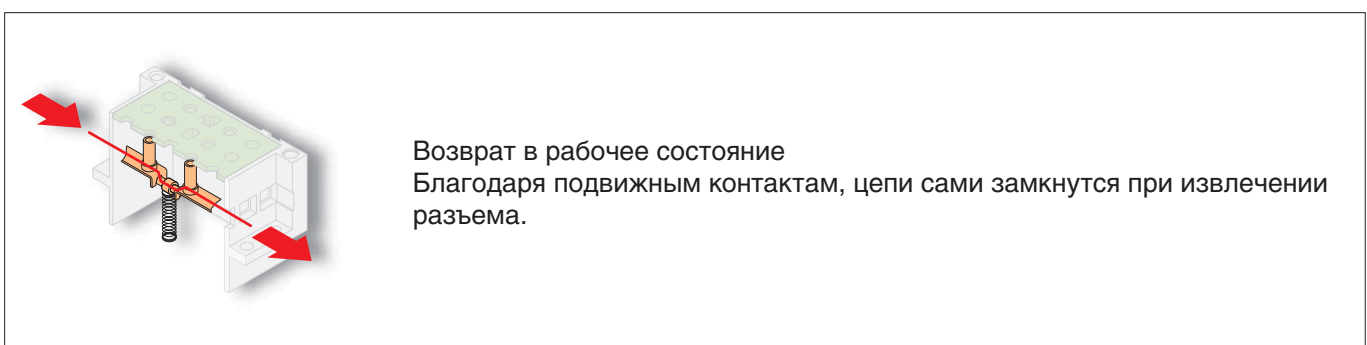 Возврат в рабочее состояние
Благодаря подвижным контактам, цепи сами замкнутся при извлечении
разъема.